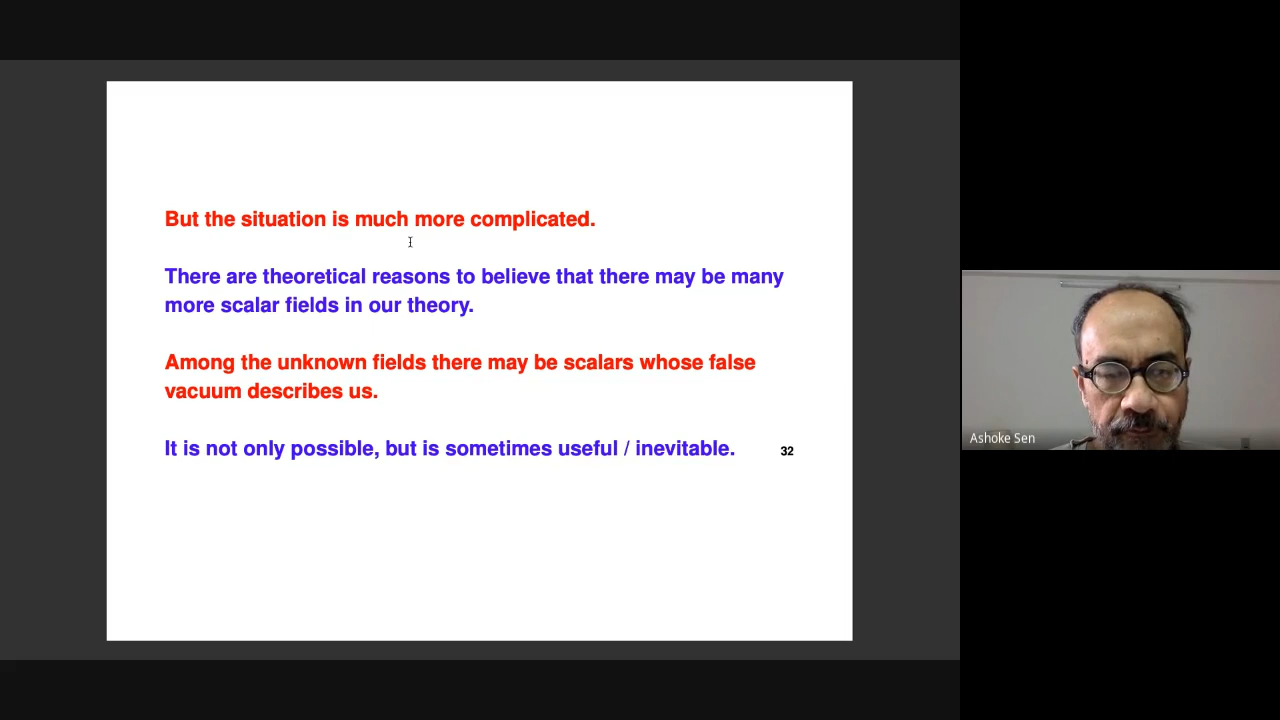 But the situation is much more complicated.
There are theoretical reasons to believe that there may be many
more scalar fields in our theory.
Among the unknown fields there may be scalars whose false
vacuum describes us.
It is not only possible, but is sometimes useful / inevitable.
32
Ashoke Sen